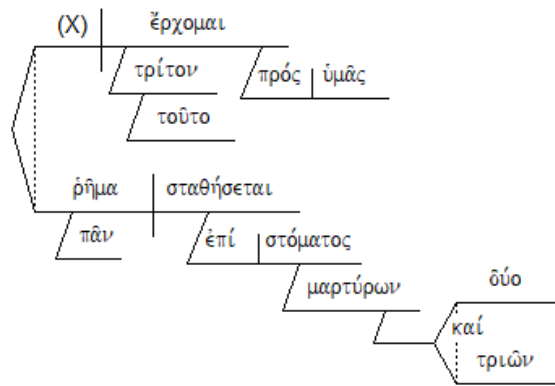 (X) ἔρχομαι
τρίτον πρός ὑμᾶς
τοῦτο
ῥῆμα σταθήσεται
πᾶν ἐπί στόματος
μαρτύρων δύο
καί
τριῶν